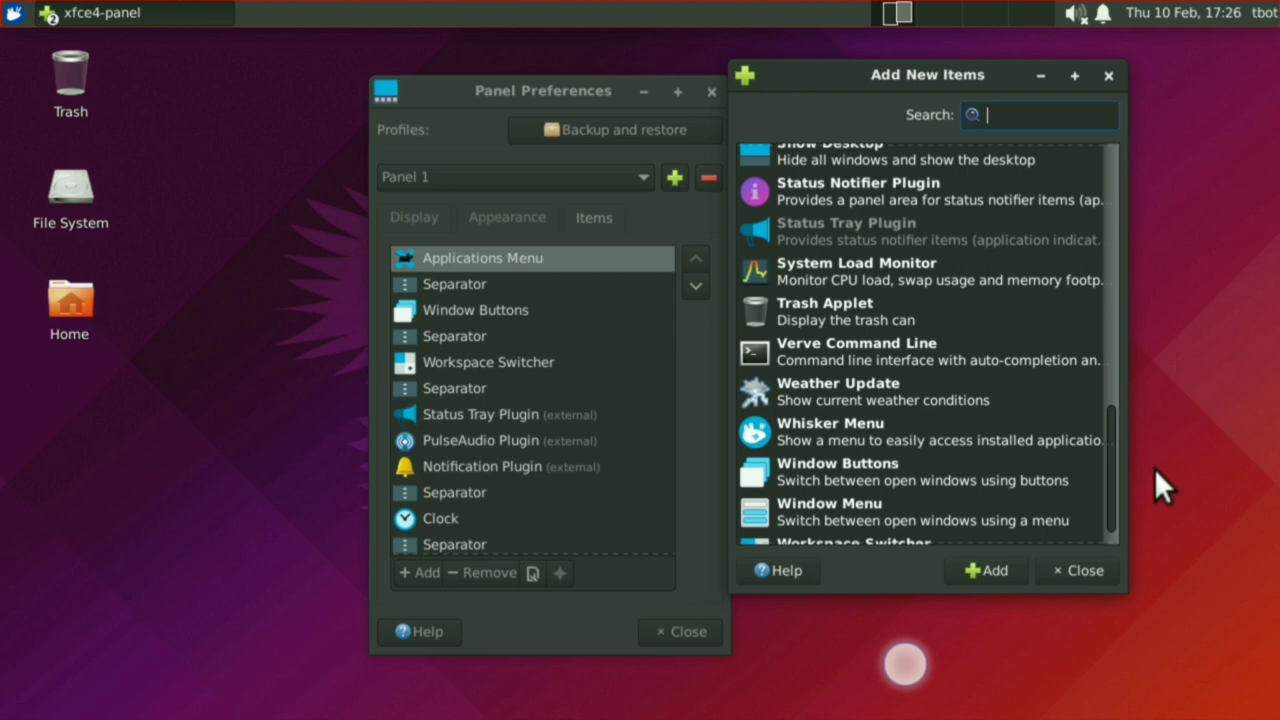 2
xfce4-panel
Thu 10 Feb, 17:26
tbot
Trash
File System
Home
Panel Preferences
Profiles:
Backup and restore
Panel 1
Display
Appearance
Items
Applications Menu
Separator
Window Buttons
Separator
Workspace Switcher
Separator
Status Tray Plugin (external)
PulseAudio Plugin (external)
Notification Plugin (external)
Separator
Clock
Separator
Add
Remove
Help
Close
Add New Items
Search:
Show Desktop
Hide all windows and show the desktop
Status Notifier Plugin
Provides a panel area for status notifier items (ap...
Status Tray Plugin
Provides status notifier items (application indicat...
System Load Monitor
Monitor CPU load, swap usage and memory footp...
Trash Applet
Display the trash can
Verve Command Line
Command line interface with auto-completion an...
Weather Update
Show current weather conditions
Whisker Menu
Show a menu to easily access installed applicatio...
Window Buttons
Switch between open windows using buttons
Window Menu
Switch between open windows using a menu
Workspace Switcher
Help
Add
Close